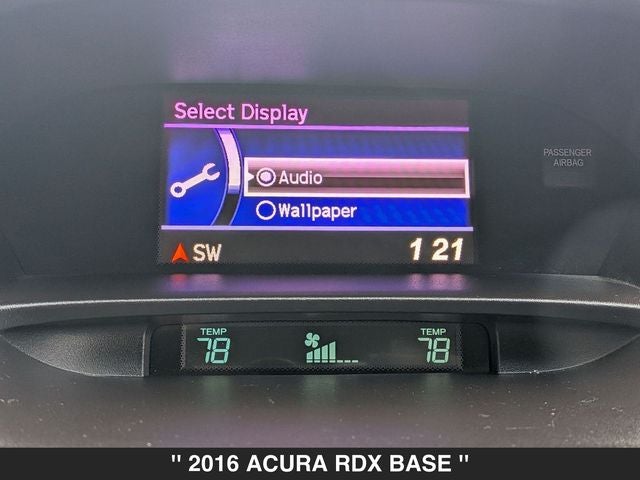 Select Display
PASSENGER
AIRBAG
Audio
Wallpaper
SW 1 21
TEMP TEMP
78 78
" 2016 ACURA RDX BASE "